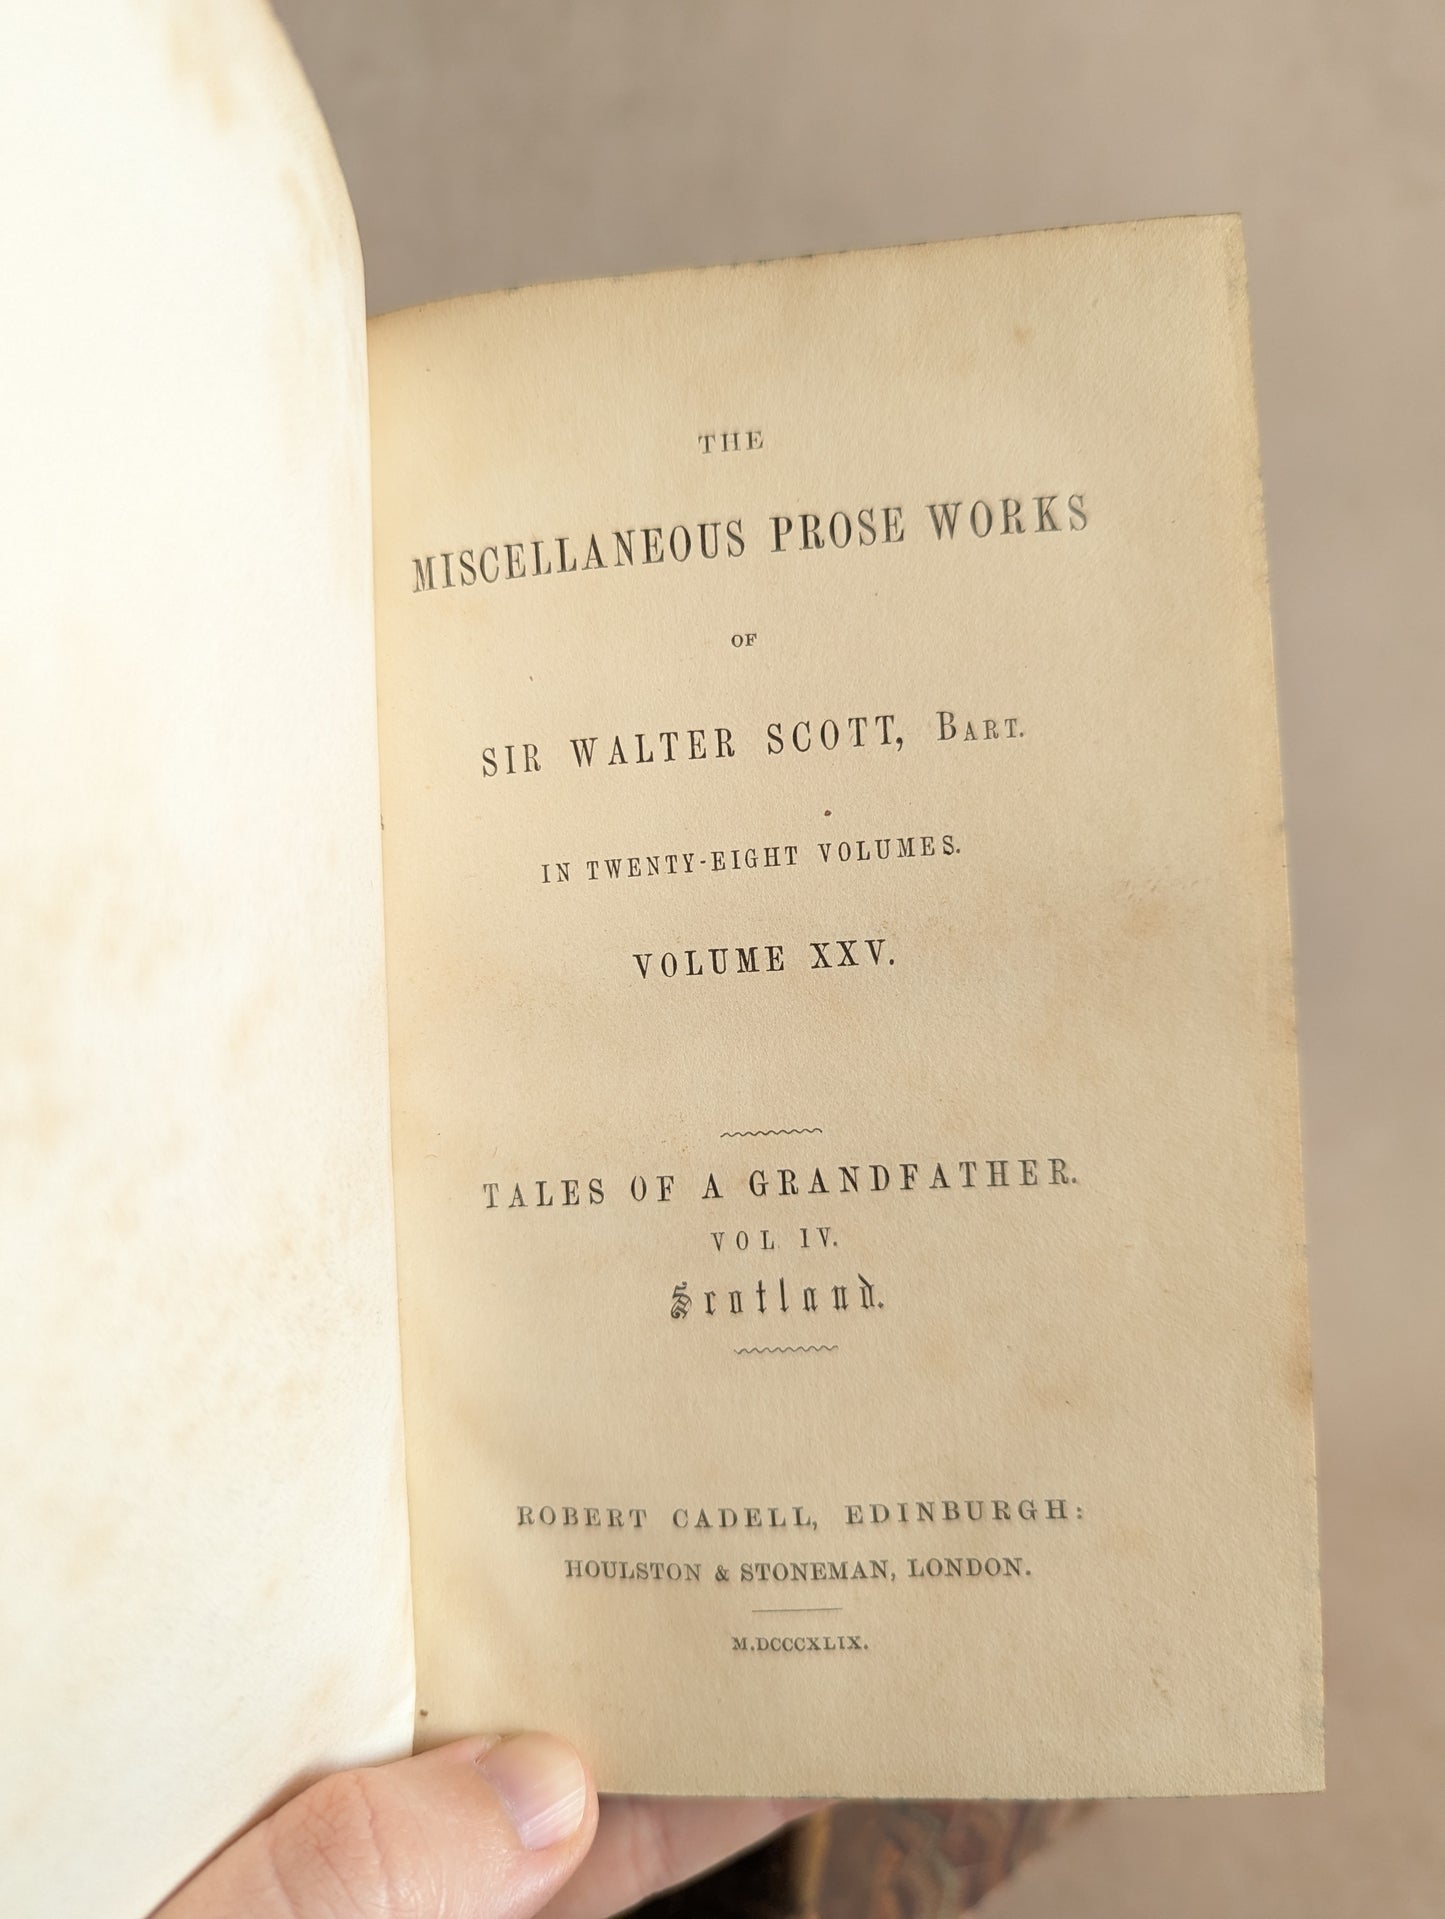 THE
MISCELLANEOUS PROSE WORKS
OF
SIR WALTER SCOTT, BART.
IN TWENTY-EIGHT VOLUMES.
VOLUME XXV.
TALES OF A GRANDFATHER.
VOL IV.
Scotland.
ROBERT CADELL, EDINBURGH:
HOULSTON & STONEMAN, LONDON.
M.DCCCXLIX.